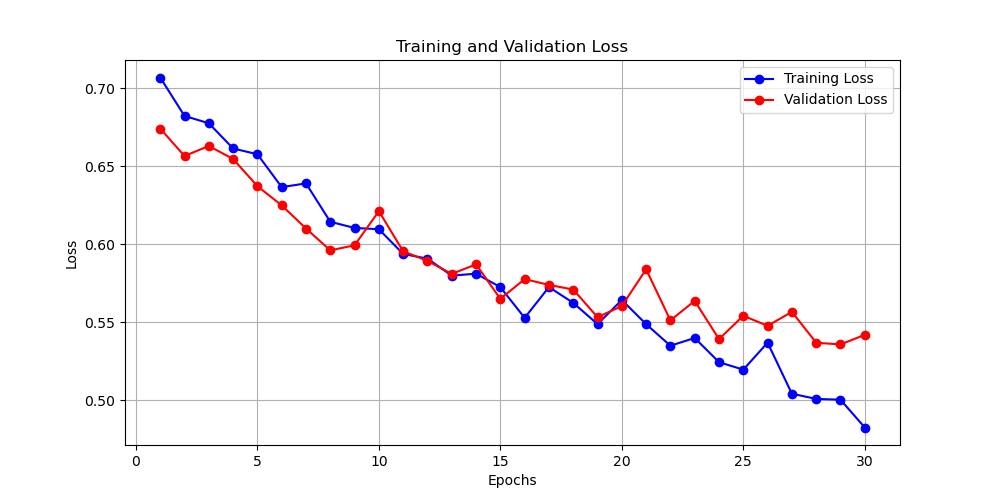 Training and Validation Loss
Training Loss
Validation Loss
0.70
0.65
0.60
0.55
0.50
Loss
0 5 10 15 20 25 30
Epochs